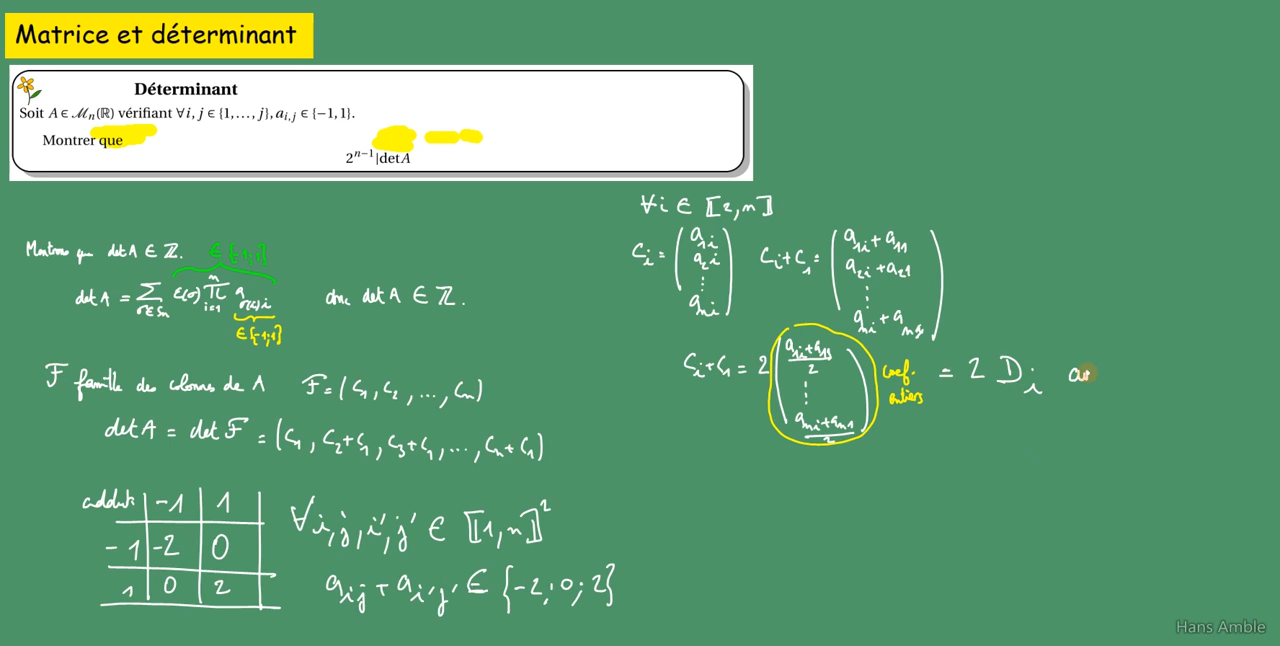 Matrice et déterminant
Déterminant
Soit A ∈ ℳn(ℝ) vérifiant ∀i, j ∈ {1,…, j}, ai,j ∈ {−1, 1}.
Montrer que
2^{n−1}|detA
Montrons que det A ∈ ℤ.
∈ {-1,1}
det A = ∑_{σ∈Sn} ε(σ) ∏_{i=1}^{n} a_{σ(i)i} donc det A ∈ ℤ.
∈{-1;1}
F famille des colonnes de A F = (C1, C2, ..., Cn)
det A = det F = (C1, C2+C1, C3+C1, ..., Cn+C1)
addit: -1 1
-1 -2 0
1 0 2
∀i,j,i',j' ∈ ⟦1,n⟧²
aij + ai'j' ∈ {-2;0;2}
∀i ∈ ⟦2,n⟧
Ci = (a1i a2i ⋮ ani) Ci+C1 = (a1i+a11 a2i+a21 ⋮ ani+an1)
Ci+C1 = 2 ((a1i+a11)/2 ⋮ (ani+an1)/2) coef. entiers = 2 Di
Hans Amble